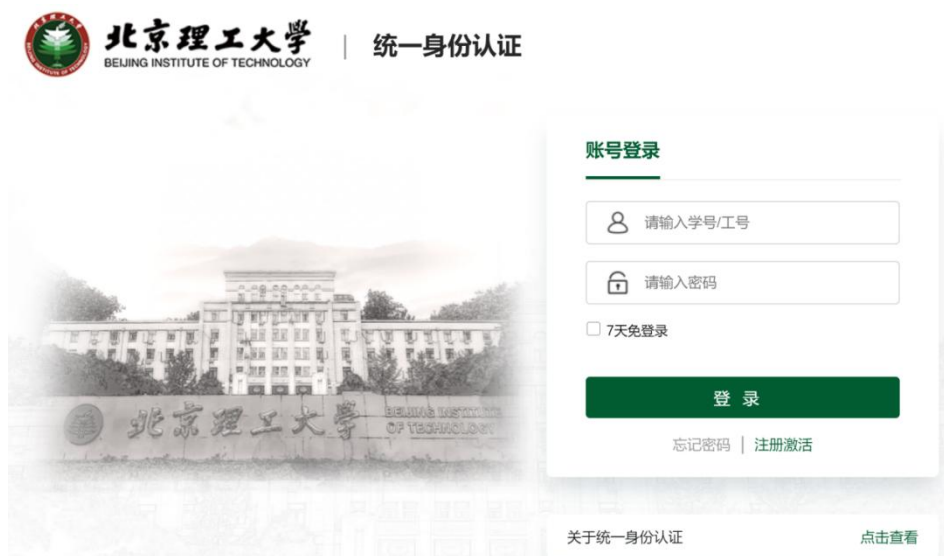 北京理工大学
BEIJING INSTITUTE OF TECHNOLOGY
统一身份认证
账号登录
请输入学号/工号
请输入密码
7天免登录
登 录
忘记密码 | 注册激活
北京理工大学
BEIJING INSTITUTE
OF TECHNOLOGY
关于统一身份认证
点击查看